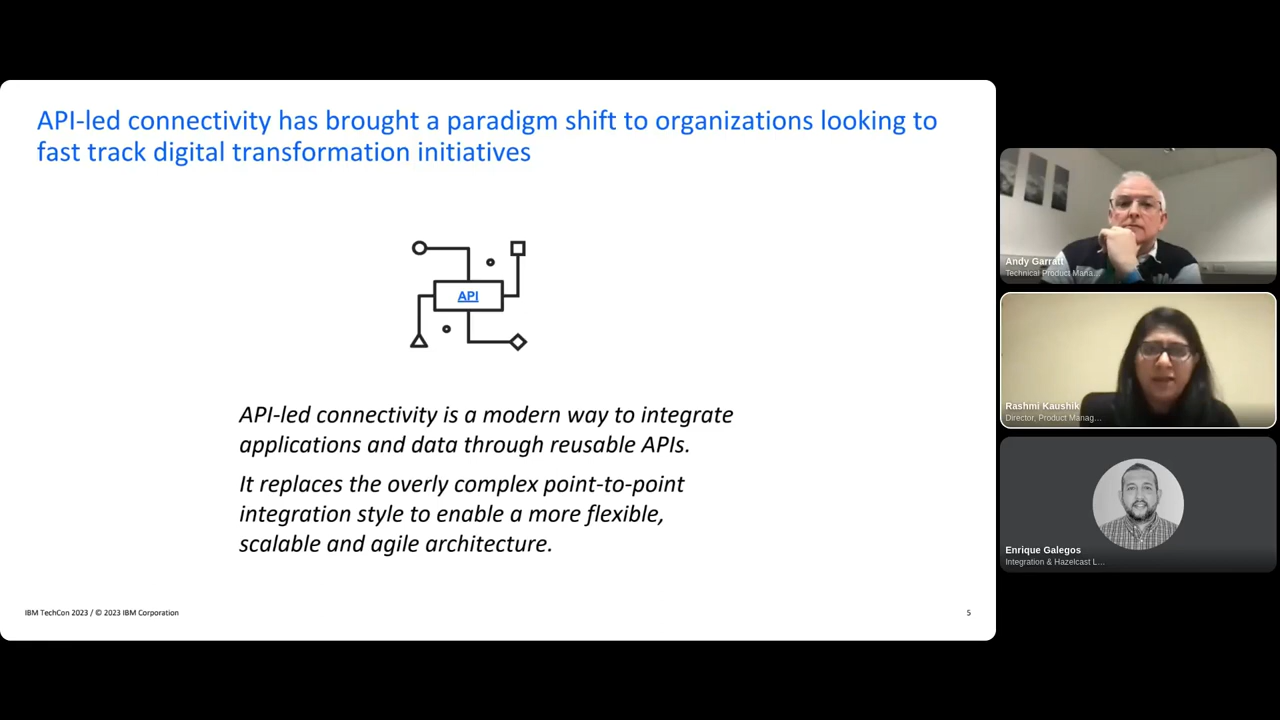 API-led connectivity has brought a paradigm shift to organizations looking to
fast track digital transformation initiatives
API
API-led connectivity is a modern way to integrate
applications and data through reusable APIs.
It replaces the overly complex point-to-point
integration style to enable a more flexible,
scalable and agile architecture.
IBM TechCon 2023 / © 2023 IBM Corporation
5
Andy Garratt
Technical Product Mana...
Rashmi Kaushik
Director, Product Manag...
Enrique Galegos
Integration & Hazelcast L...